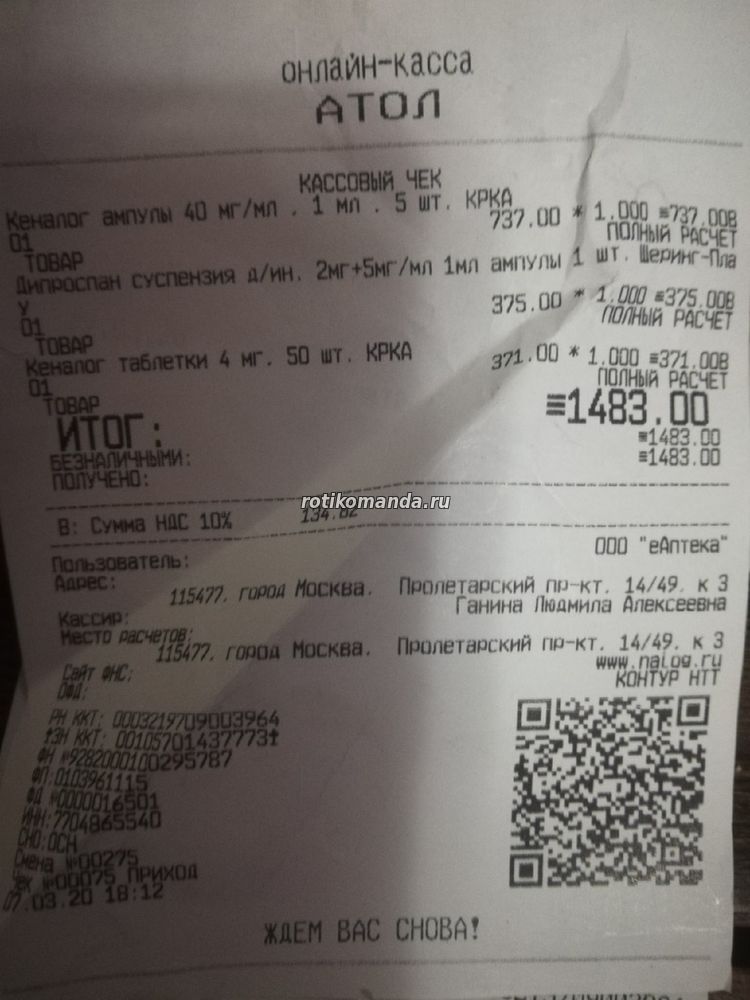 онлайн-касса
АТОЛ
КАССОВЫЙ ЧЕК
Кеналог ампулы 40 мг/мл . 1 мл . 5 шт. КРКА
737.00 * 1.000 ≡737.00В
01 ПОЛНЫЙ РАСЧЕТ
ТОВАР
Дипроспан суспензия д/ин. 2мг+5мг/мл 1мл ампулы 1 шт. Шеринг-Пла
у 375.00 * 1.000 ≡375.00В
01 ПОЛНЫЙ РАСЧЕТ
ТОВАР
Кеналог таблетки 4 мг. 50 шт. КРКА 371.00 * 1.000 ≡371.00В
01 ПОЛНЫЙ РАСЧЕТ
ТОВАР
ИТОГ: ≡1483.00
БЕЗНАЛИЧНЫМИ: ≡1483.00
ПОЛУЧЕНО: ≡1483.00
rotikomanda.ru
В: Сумма НДС 10% 134.82
Пользователь: ООО "еАптека"
Адрес: 115477. город Москва. Пролетарский пр-кт. 14/49. к 3
Кассир: Ганина Людмила Алексеевна
Место расчетов: 115477. город Москва. Пролетарский пр-кт. 14/49. к 3
Сайт ФНС: www.nalog.ru
ОФД: КОНТУР НТТ
РН ККТ: 0003219709003964
ЗН ККТ: 00105701437773
ФН №9282000100295787
ФП:0103961115
ФД №0000016501
ИНН:7704865540
СНО:ОСН
Смена №00275
Чек №00075 ПРИХОД
07.03.20 18:12
ЖДЕМ ВАС СНОВА!